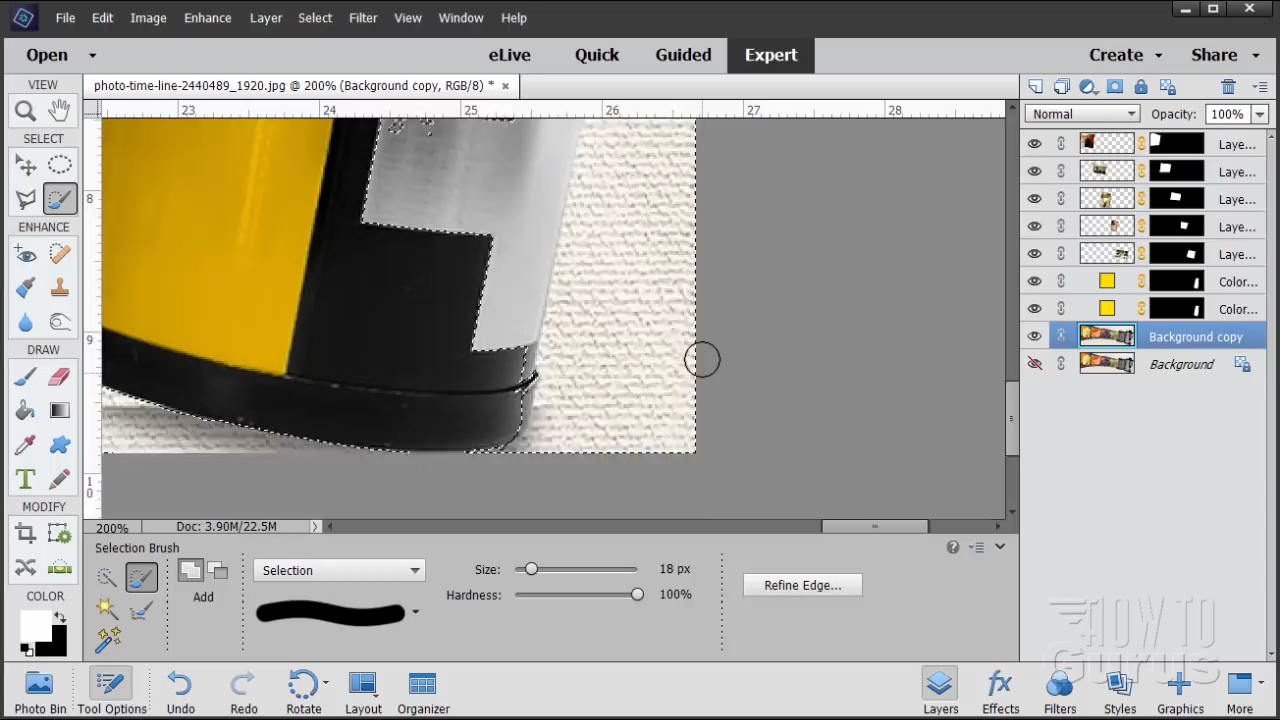 File Edit Image Enhance Layer Select Filter View Window Help
Open eLive Quick Guided Expert Create Share
VIEW
photo-time-line-2440489_1920.jpg @ 200% (Background copy, RGB/8) * ×
23 24 25 26 27 28
Normal Opacity: 100%
SELECT
Laye...
Laye...
8
Laye...
ENHANCE
Laye...
Laye...
Color...
Color...
9
Background copy
DRAW
Background
10
MODIFY
200% Doc: 3.90M/22.5M
Selection Brush
Selection
Size: 18 px
Add
Hardness: 100%
Refine Edge...
COLOR
T
HOW TO
Gurus
fx
Photo Bin Tool Options Undo Redo Rotate Layout Organizer Layers Effects Filters Styles Graphics More